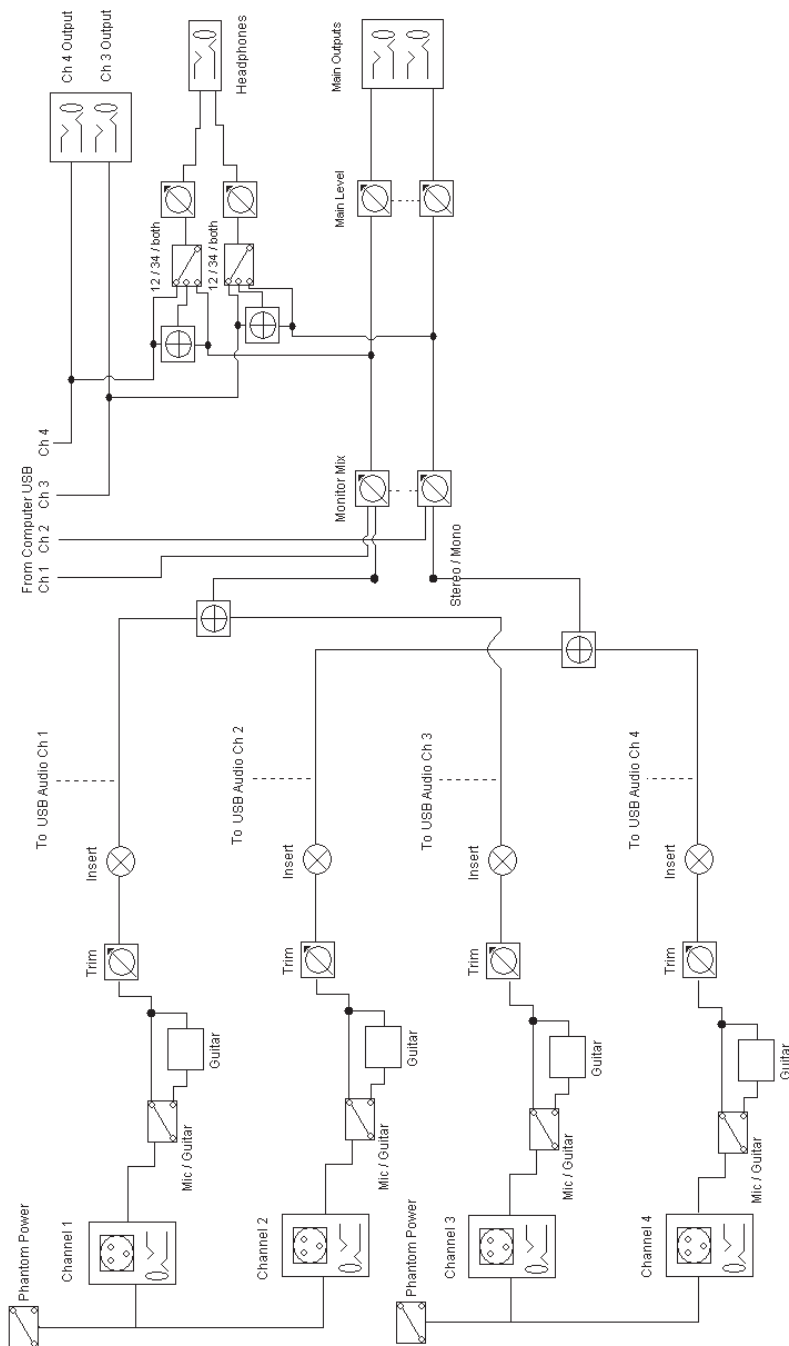 Phantom Power
Channel 1
Mic / Guitar
Guitar
Trim
Insert
To USB Audio Ch 1
Channel 2
Mic / Guitar
Guitar
Trim
Insert
To USB Audio Ch 2
Phantom Power
Channel 3
Mic / Guitar
Guitar
Trim
Insert
To USB Audio Ch 3
Channel 4
Mic / Guitar
Guitar
Trim
Insert
To USB Audio Ch 4
From Computer USB
Ch 1
Ch 2
Ch 3
Ch 4
Stereo / Mono
Monitor Mix
12 / 34 / both
12 / 34 / both
Main Level
Ch 4 Output
Ch 3 Output
Headphones
Main Outputs